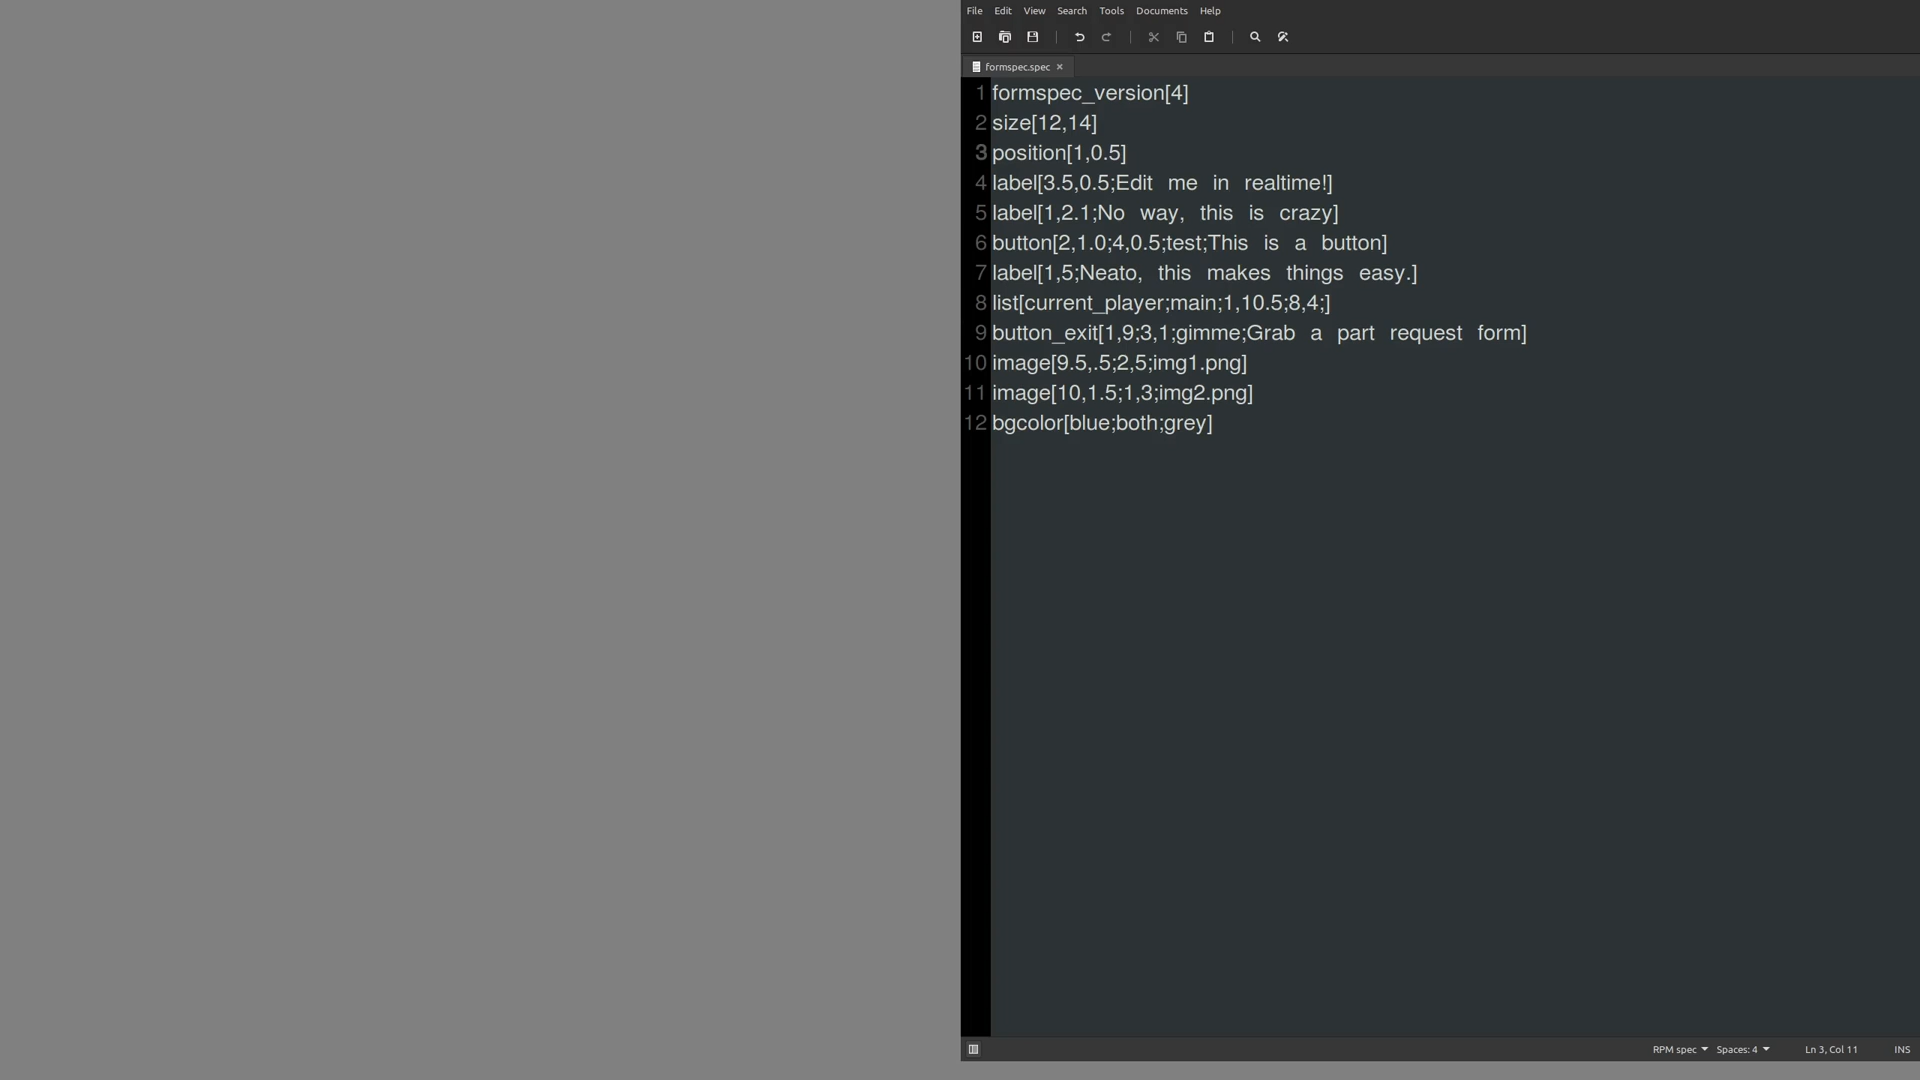 File Edit View Search Tools Documents Help
formspec.spec ×
1 formspec_version[4]
2 size[12,14]
3 position[1,0.5]
4 label[3.5,0.5;Edit me in realtime!]
5 label[1,2.1;No way, this is crazy]
6 button[2,1.0;4,0.5;test;This is a button]
7 label[1,5;Neato, this makes things easy.]
8 list[current_player;main;1,10.5;8,4;]
9 button_exit[1,9;3,1;gimme;Grab a part request form]
10 image[9.5,.5;2,5;img1.png]
11 image[10,1.5;1,3;img2.png]
12 bgcolor[blue;both;grey]
RPM spec Spaces: 4 Ln 3, Col 11 INS